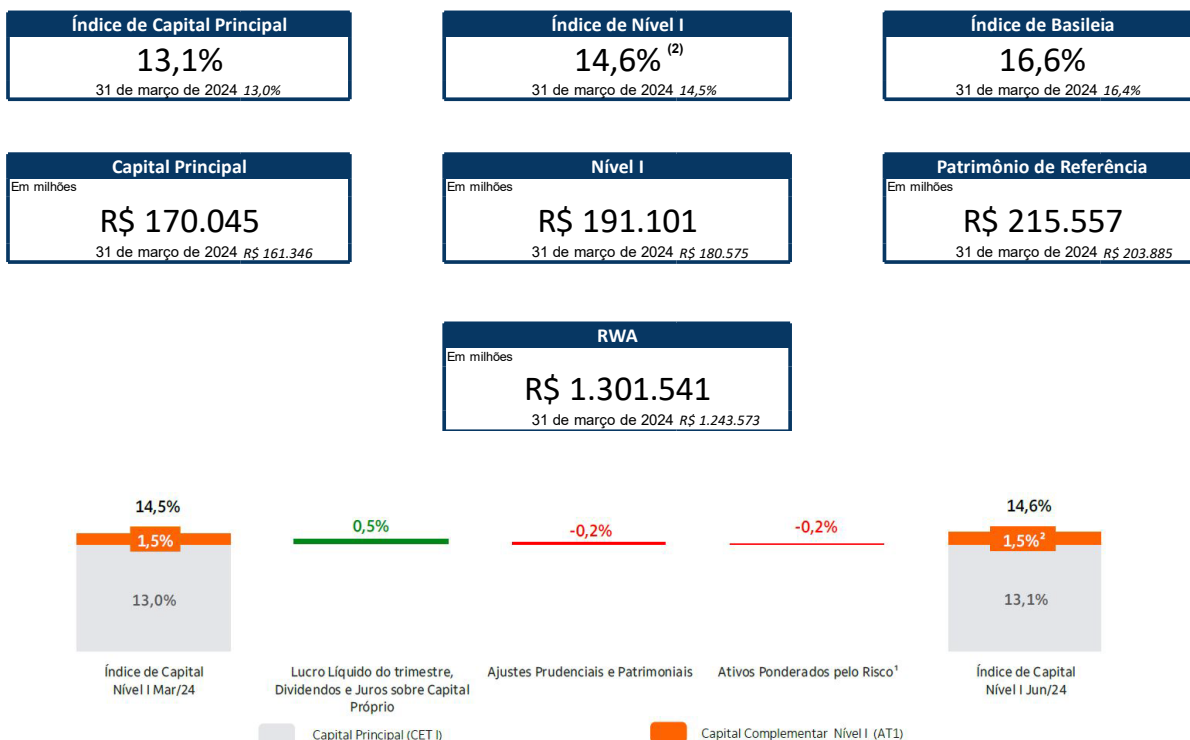 Índice de Capital Principal
13,1%
31 de março de 2024 13,0%
Índice de Nível I
14,6% (2)
31 de março de 2024 14,5%
Índice de Basileia
16,6%
31 de março de 2024 16,4%
Capital Principal
Em milhões
R$ 170.045
31 de março de 2024 R$ 161.346
Nível I
Em milhões
R$ 191.101
31 de março de 2024 R$ 180.575
Patrimônio de Referência
Em milhões
R$ 215.557
31 de março de 2024 R$ 203.885
RWA
Em milhões
R$ 1.301.541
31 de março de 2024 R$ 1.243.573
14,5%
1,5%
13,0%
Índice de Capital
Nível I Mar/24
0,5%
Lucro Líquido do trimestre,
Dividendos e Juros sobre Capital
Próprio
-0,2%
Ajustes Prudenciais e Patrimoniais
-0,2%
Ativos Ponderados pelo Risco¹
14,6%
1,5%²
13,1%
Índice de Capital
Nível I Jun/24
Capital Principal (CET I)
Capital Complementar Nível I (AT1)